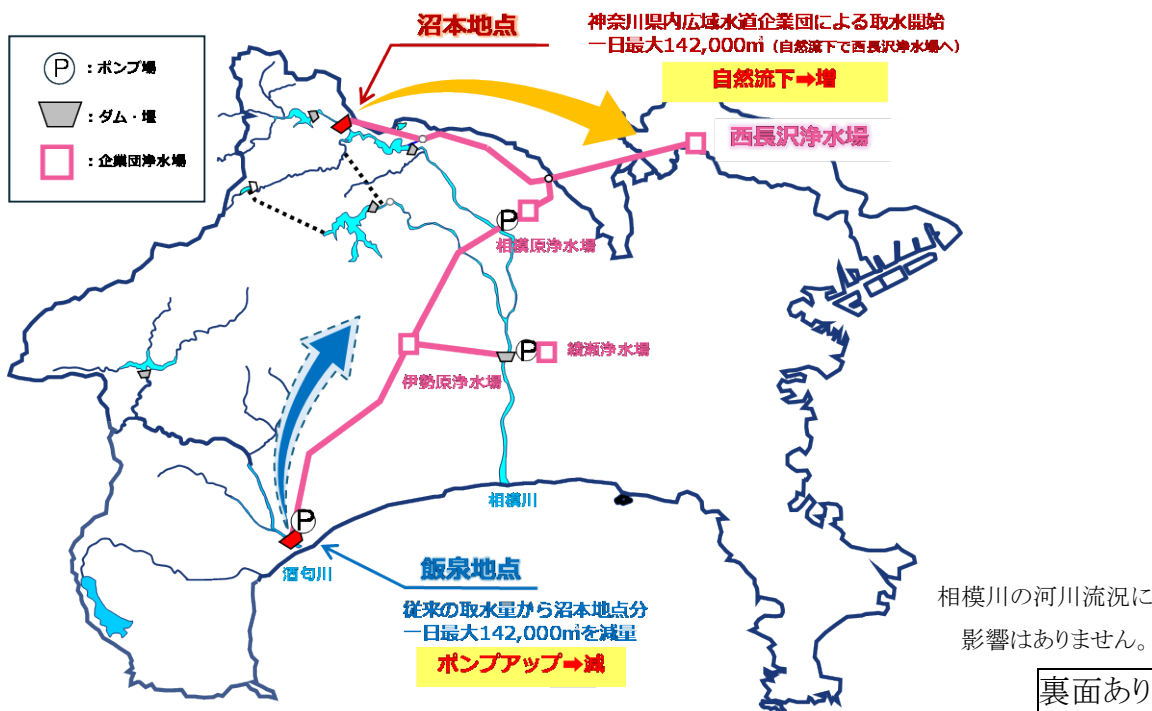 沼本地点
神奈川県内広域水道企業団による取水開始
一日最大142,000㎥(自然流下で西長沢浄水場へ)
自然流下➡増
P
:ポンプ場
:ダム・堰
:企業団浄水場
西長沢浄水場
P
相模原浄水場
P
綾瀬浄水場
伊勢原浄水場
相模川
P
酒匂川
飯泉地点
従来の取水量から沼本地点分
一日最大142,000㎥を減量
ポンプアップ➡減
相模川の河川流況に
影響はありません。
裏面あり